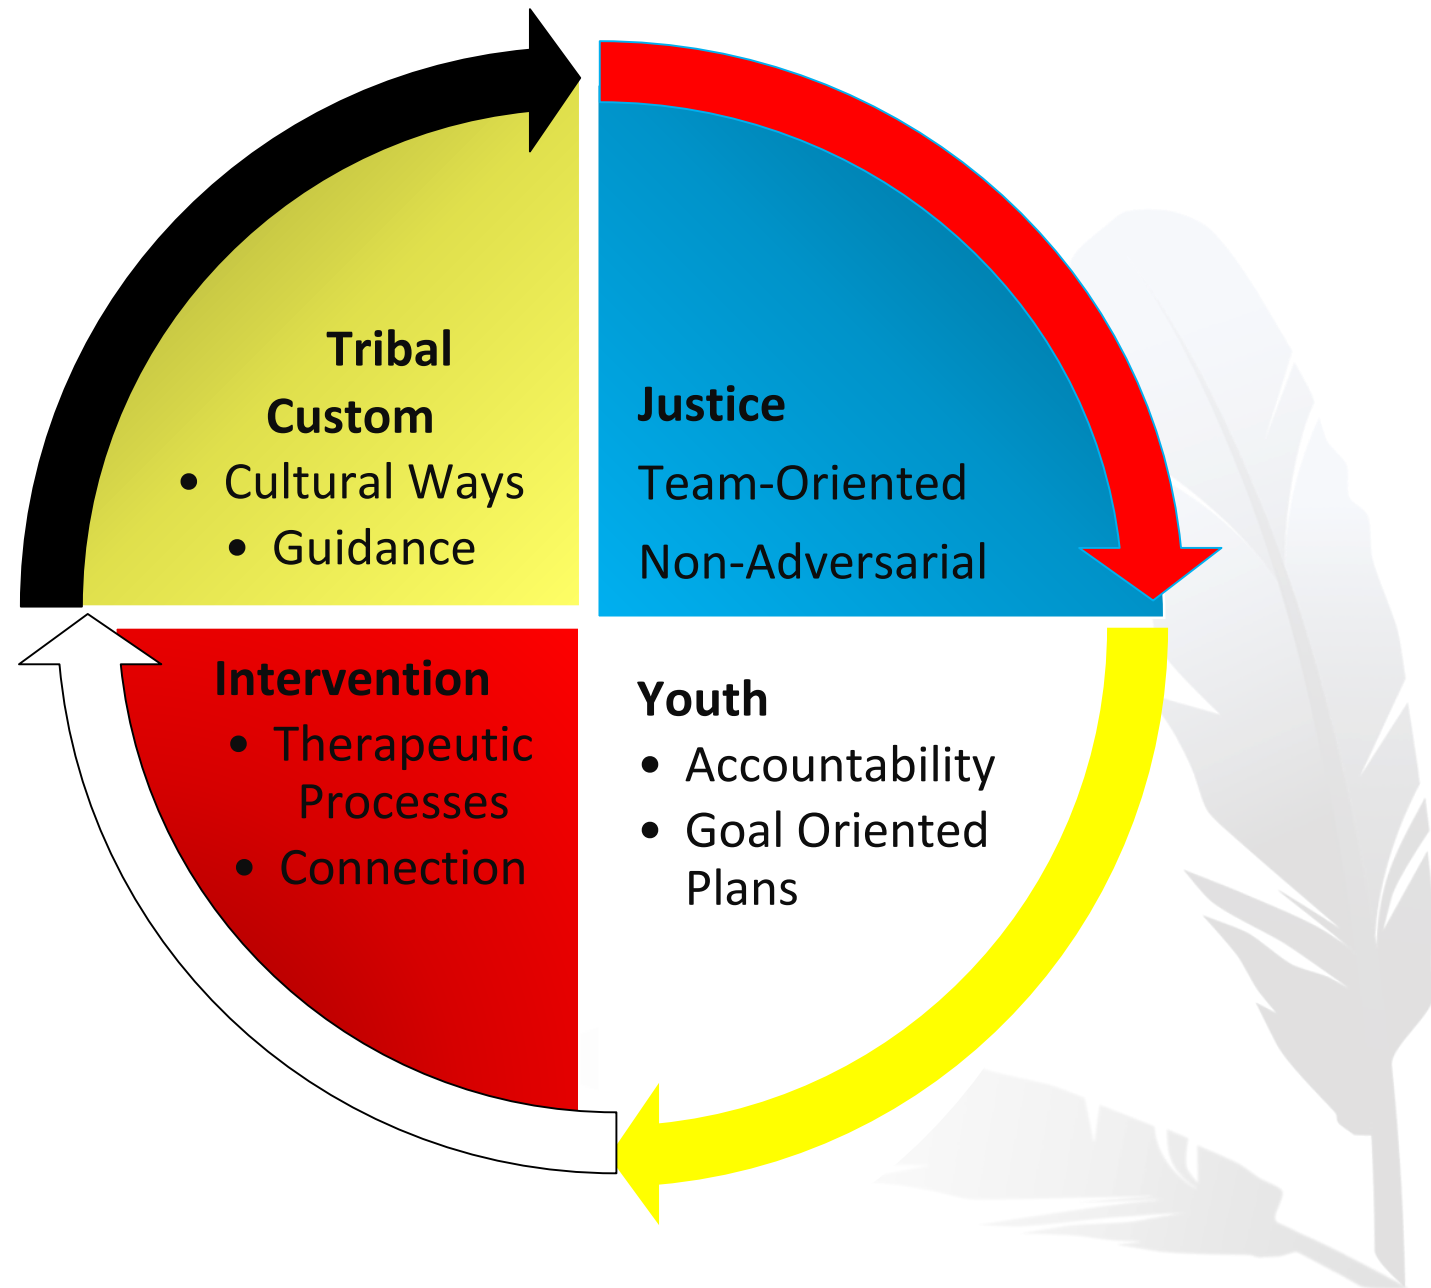 Tribal
Custom
• Cultural Ways
• Guidance
Justice
Team-Oriented
Non-Adversarial
Intervention
• Therapeutic
Processes
• Connection
Youth
• Accountability
• Goal Oriented
Plans